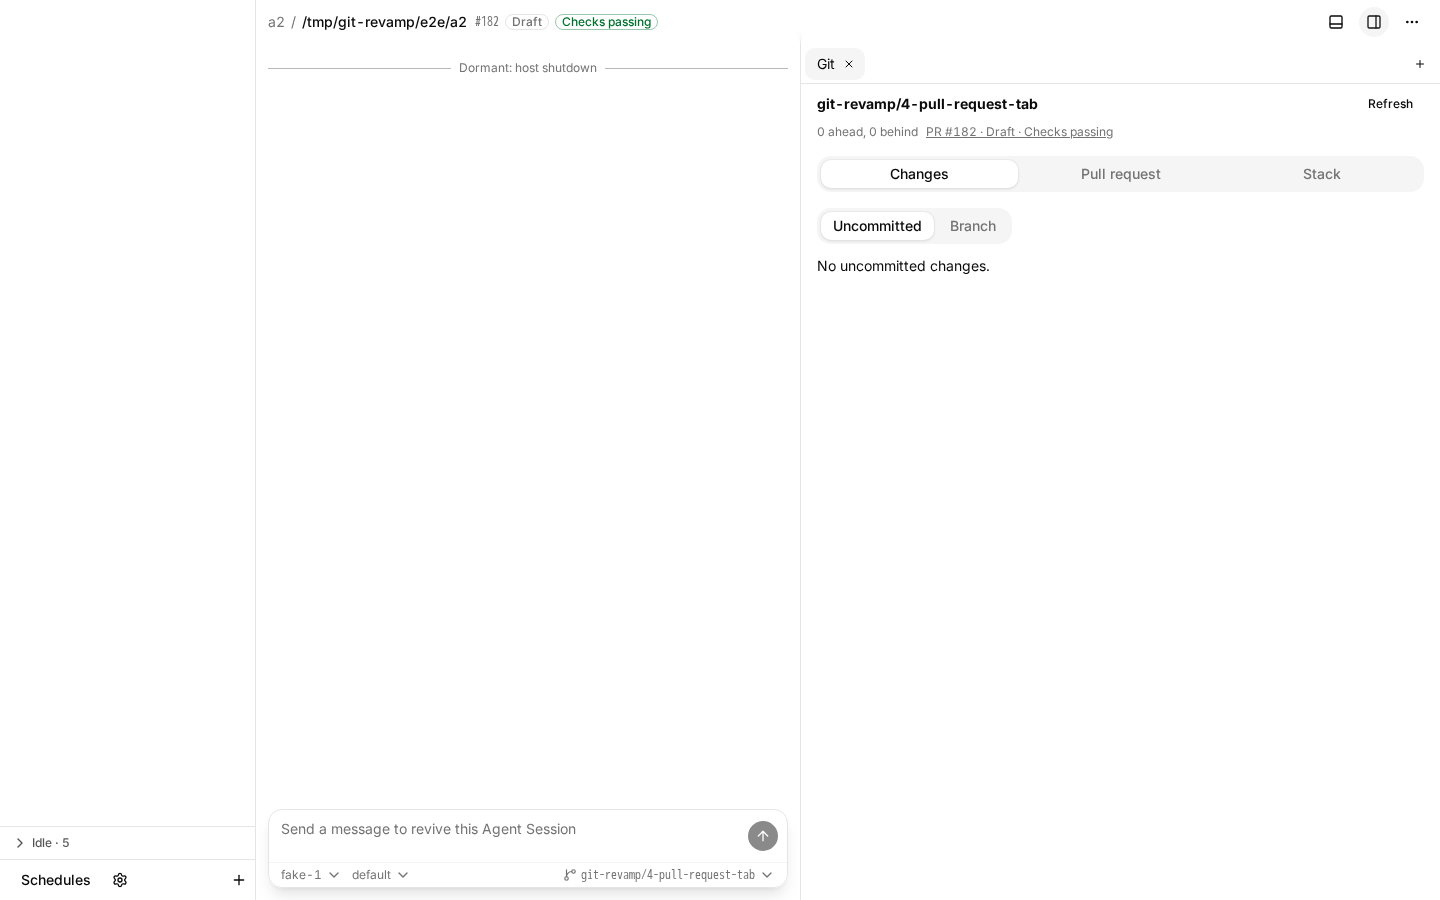 a2 / /tmp/git-revamp/e2e/a2 #182 Draft Checks passing
Dormant: host shutdown
Git
git-revamp/4-pull-request-tab
Refresh
0 ahead, 0 behind PR #182 · Draft · Checks passing
Changes Pull request Stack
Uncommitted Branch
No uncommitted changes.
Send a message to revive this Agent Session
fake-1 default git-revamp/4-pull-request-tab
Idle · 5
Schedules